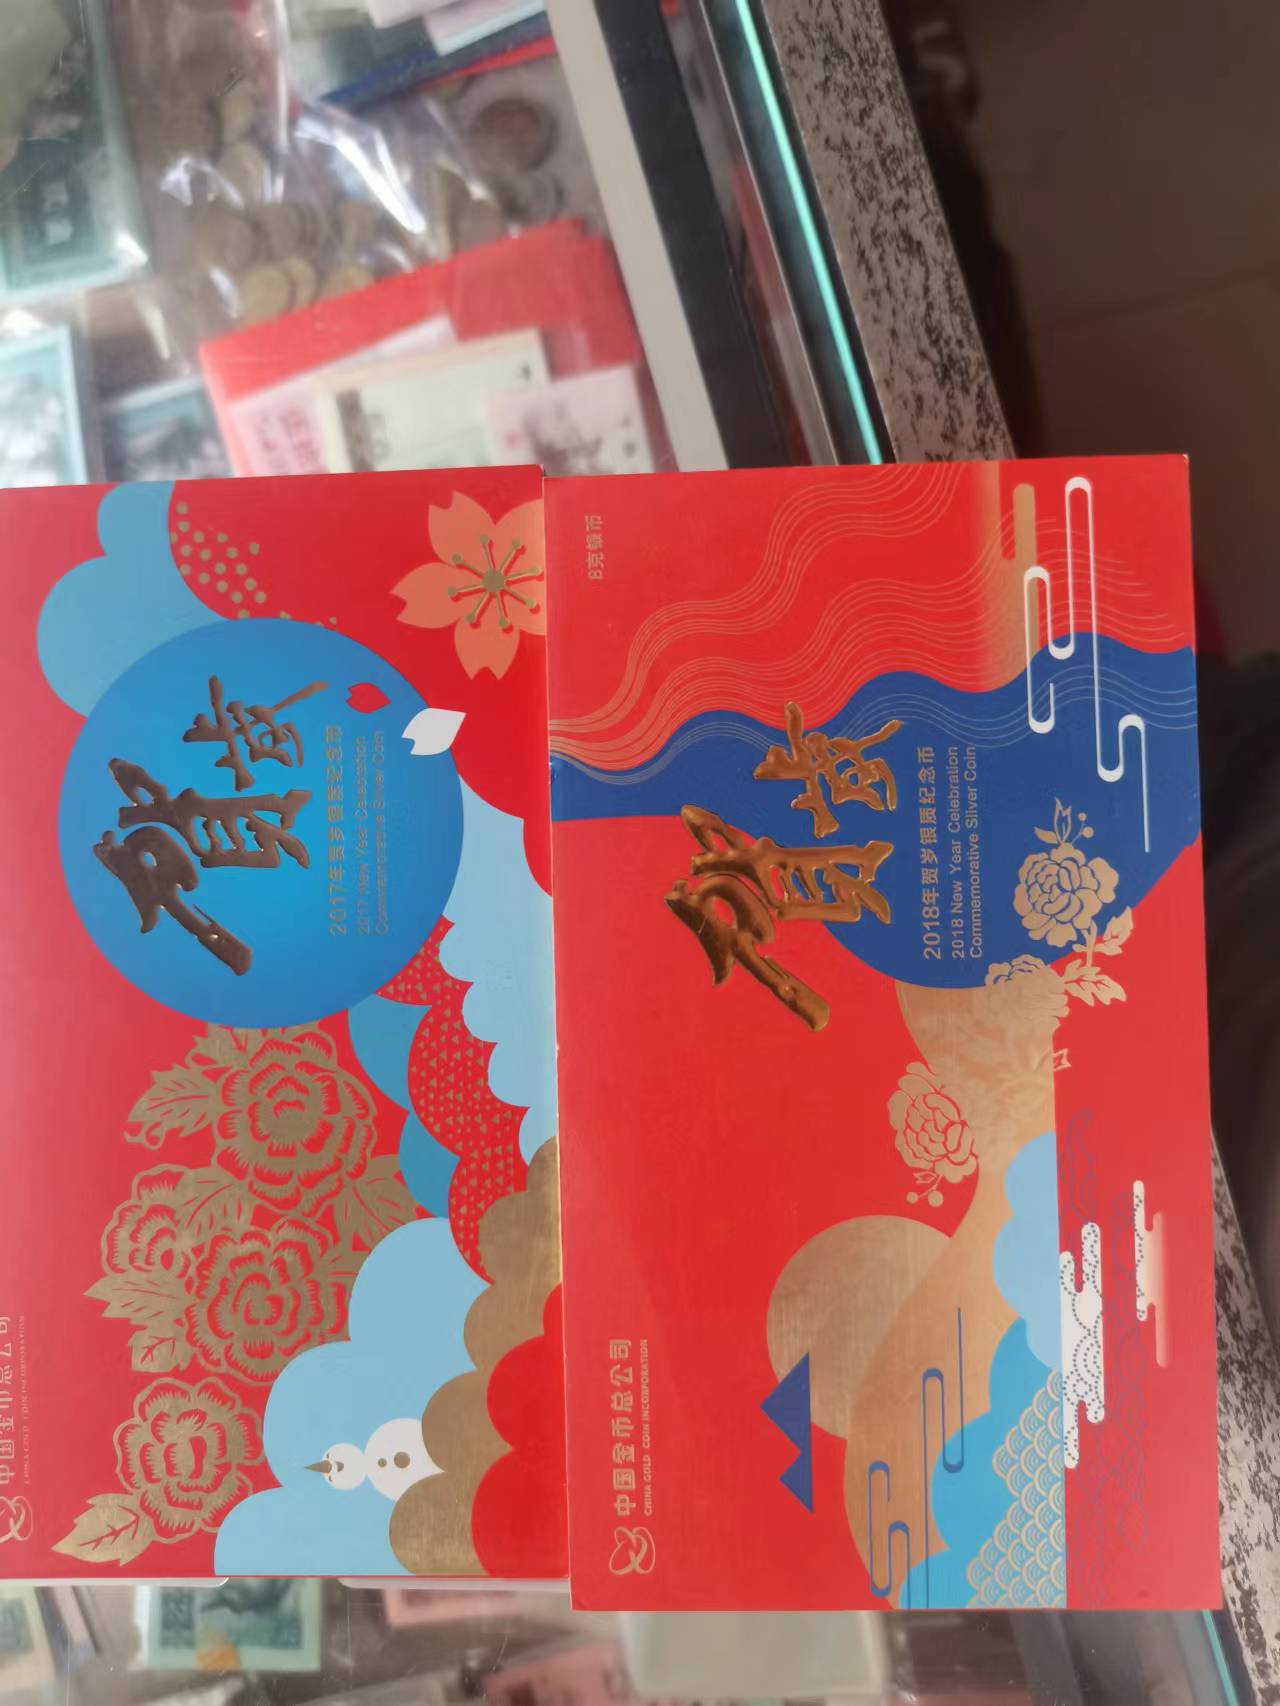 贺岁
2017年贺岁银质纪念币
2017 New Year Celebration
Commemorative Silver Coin
中国金币总公司
CHINA GOLD COIN INCORPORATION
8克银币
贺岁
2018年贺岁银质纪念币
2018 New Year Celebration
Commemorative Sliver Coin
中国金币总公司
CHINA GOLD COIN INCORPORATION